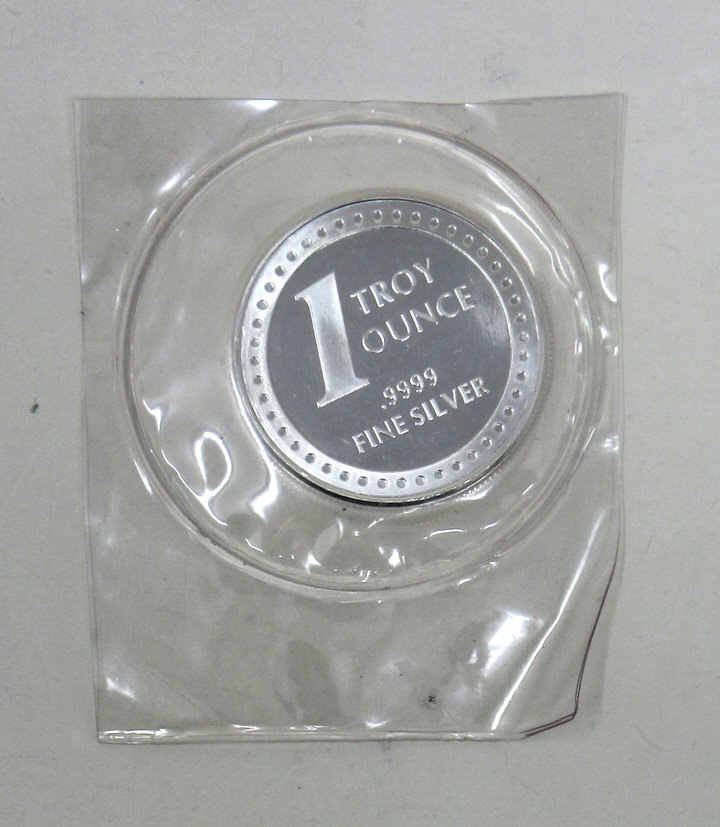 1 TROY
OUNCE
.9999
FINE SILVER